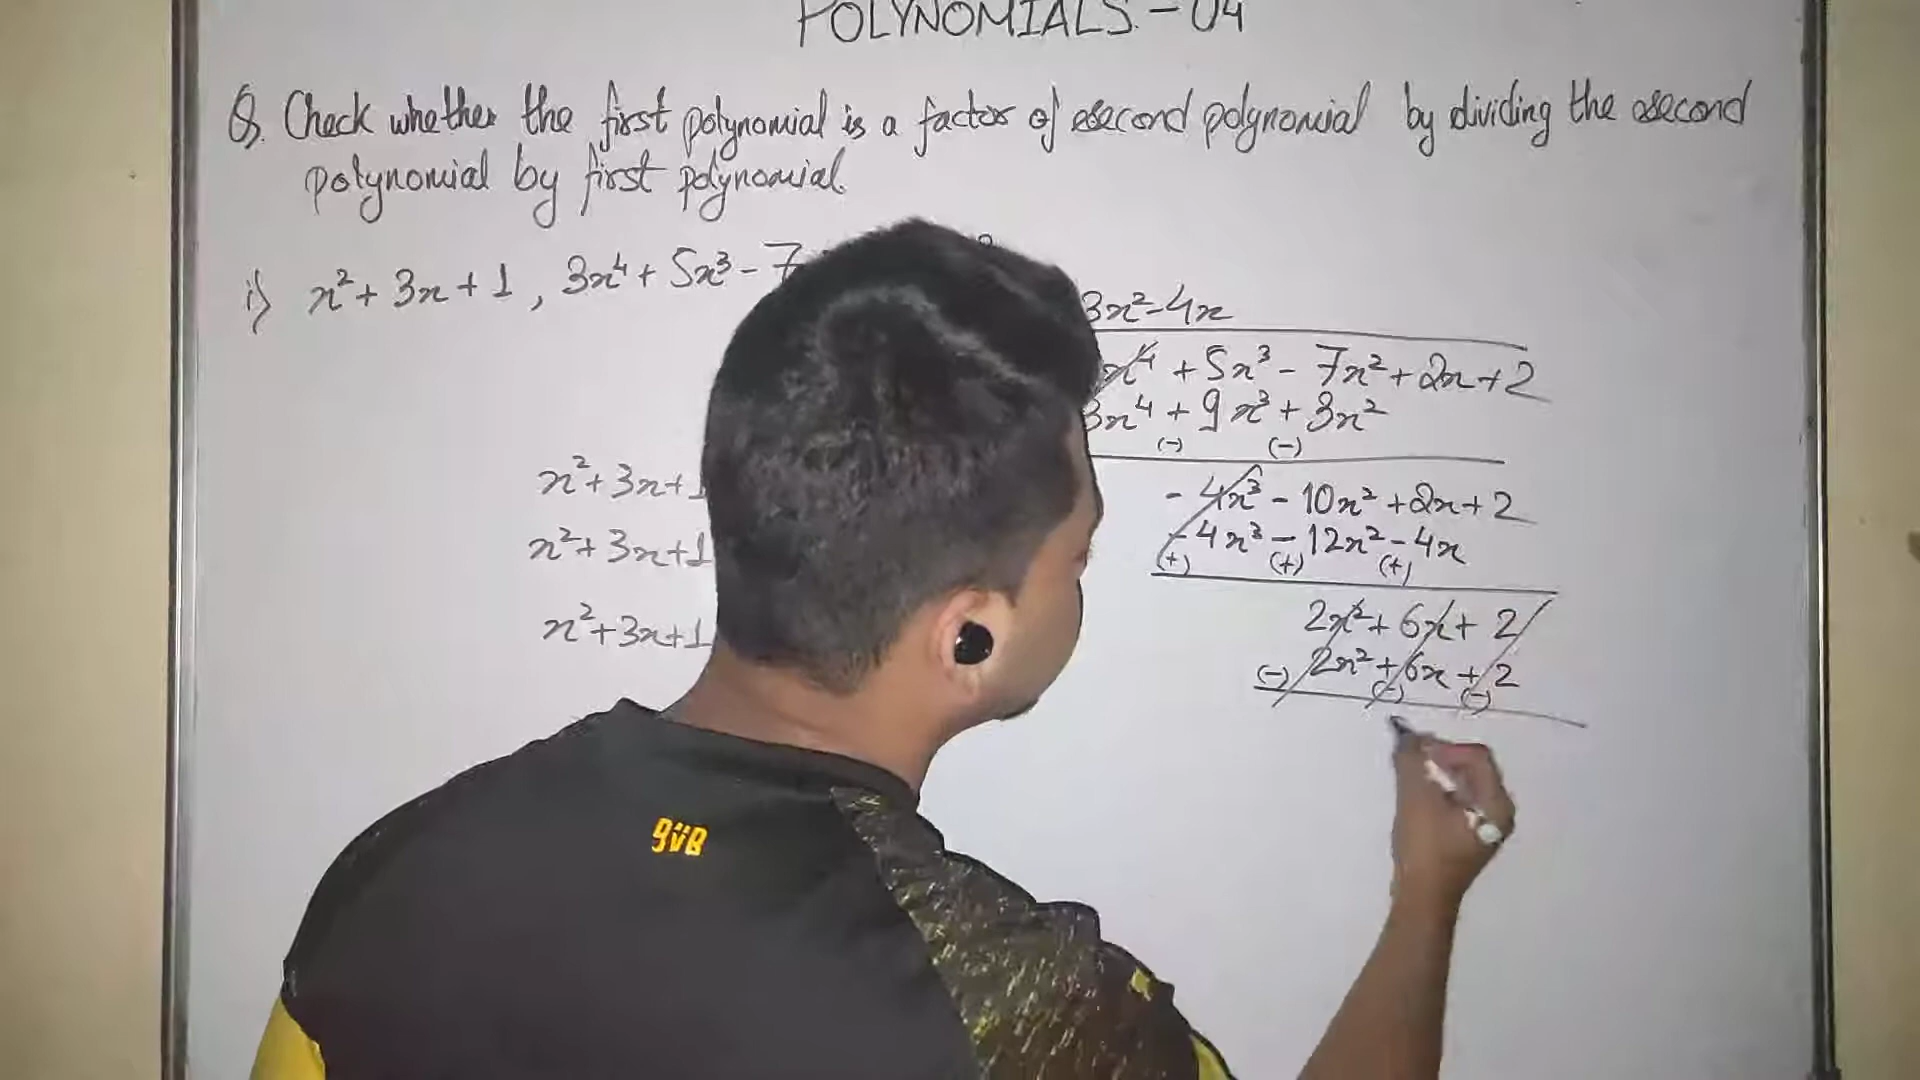 POLYNOMIALS - 04
Q. Check whether the first polynomial is a factor of second polynomial by dividing the second
polynomial by first polynomial.
i) x²+ 3x + 1 , 3x⁴ + 5x³ - 7
3x²-4x
x⁴ + 5x³ - 7x² + 2x + 2
3x⁴ + 9x³ + 3x²
(-) (-)
x²+ 3x + 1
- 4x³ - 10x² + 2x + 2
x²+ 3x + 1
-4x³ - 12x² - 4x
(+) (+) (+)
x²+3x+1
2x² + 6x + 2
2x² + 6x + 2
(-) (-) (-)
güB